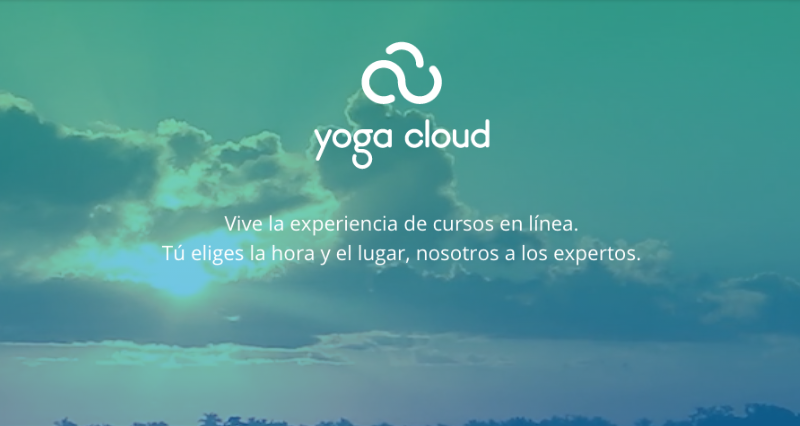 yoga cloud
Vive la experiencia de cursos en línea.
Tú eliges la hora y el lugar, nosotros a los expertos.